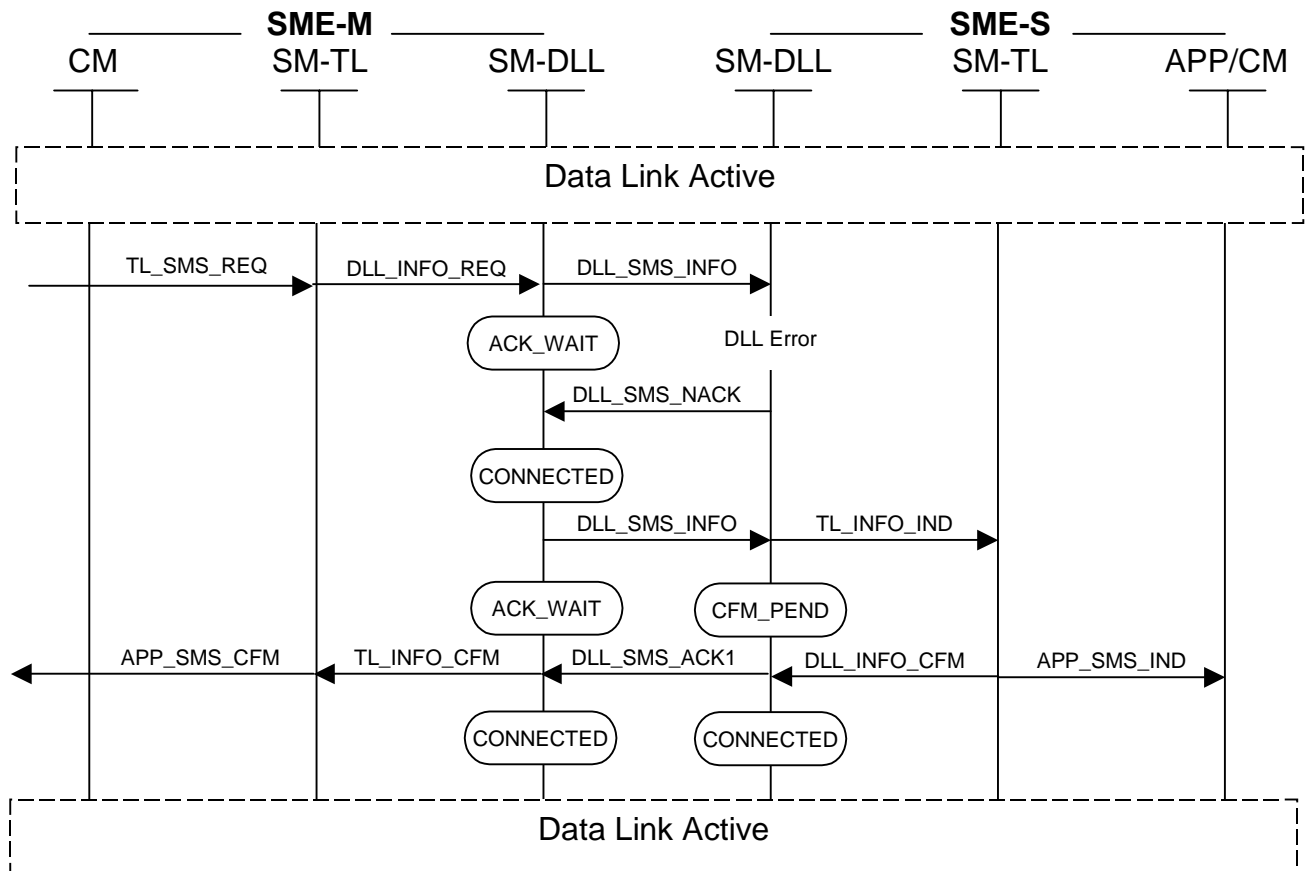 SME-M SME-S
CM SM-TL SM-DLL SM-DLL SM-TL APP/CM
Data Link Active
TL_SMS_REQ DLL_INFO_REQ DLL_SMS_INFO
ACK_WAIT DLL Error
DLL_SMS_NACK
CONNECTED
DLL_SMS_INFO TL_INFO_IND
ACK_WAIT CFM_PEND
APP_SMS_CFM TL_INFO_CFM DLL_SMS_ACK1 DLL_INFO_CFM APP_SMS_IND
CONNECTED CONNECTED
Data Link Active